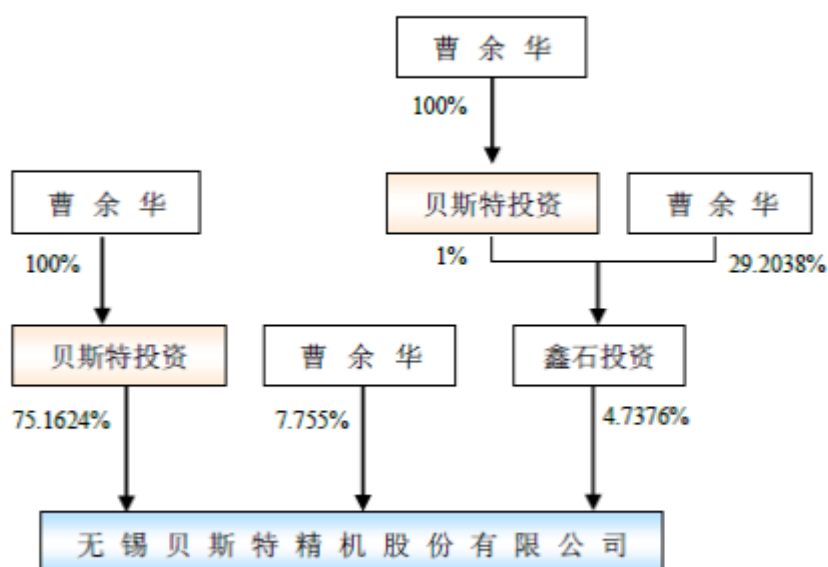 曹 余 华
100%
贝斯特投资
曹 余 华
1%
29.2038%
曹 余 华
100%
贝斯特投资
曹 余 华
鑫石投资
75.1624%
7.755%
4.7376%
无 锡 贝 斯 特 精 机 股 份 有 限 公 司